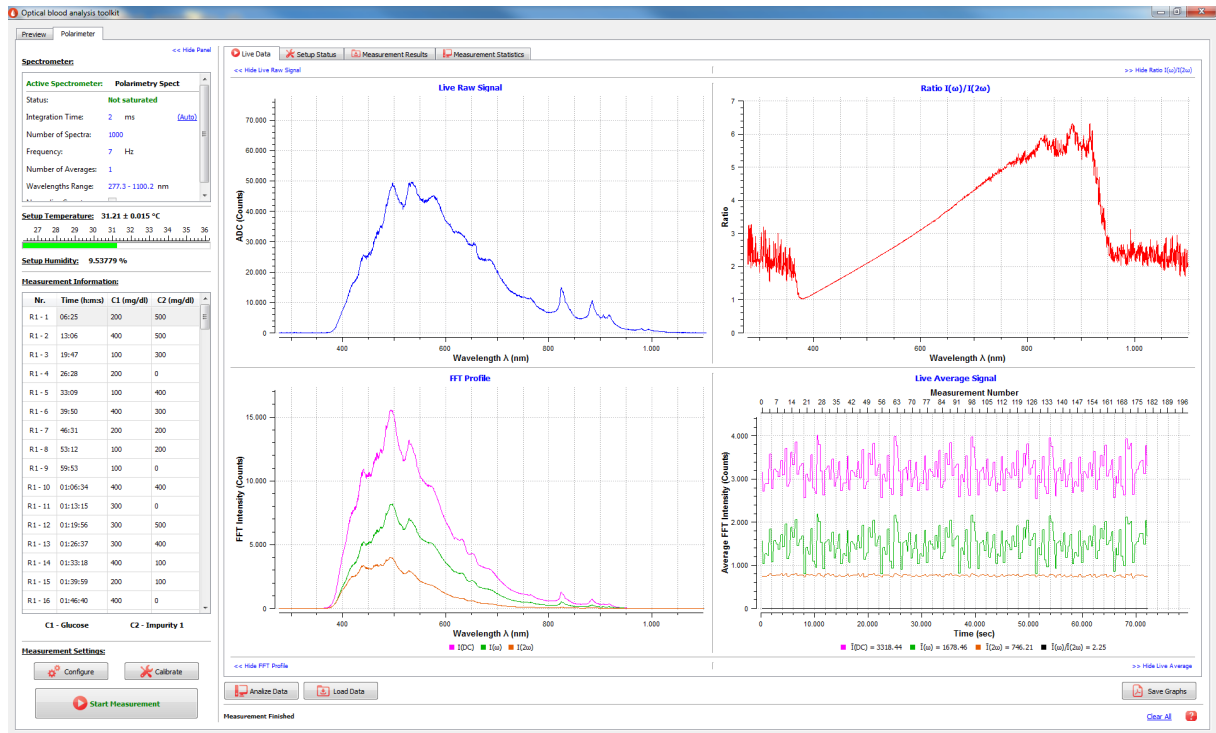 Optical blood analysis toolkit
Preview Polarimeter
<< Hide Panel
Spectrometer:
Active Spectrometer: Polarimetry Spect
Status: Not saturated
Integration Time: 2 ms (Auto)
Number of Spectra: 1000
Frequency: 7 Hz
Number of Averages: 1
Wavelengths Range: 277.3 - 1100.2 nm
Setup Temperature: 31.21 ± 0.015 °C
27 28 29 30 31 32 33 34 35 36
Setup Humidity: 9.53779 %
Measurement Information:
Nr. Time (h:m:s) C1 (mg/dl) C2 (mg/dl)
R1 - 1 06:25 200 500
R1 - 2 13:06 400 500
R1 - 3 19:47 100 300
R1 - 4 26:28 200 0
R1 - 5 33:09 100 400
R1 - 6 39:50 400 300
R1 - 7 46:31 200 200
R1 - 8 53:12 100 200
R1 - 9 59:53 100 0
R1 - 10 01:06:34 400 400
R1 - 11 01:13:15 300 0
R1 - 12 01:19:56 300 500
R1 - 13 01:26:37 300 400
R1 - 14 01:33:18 400 100
R1 - 15 01:39:59 200 100
R1 - 16 01:46:40 400 0
C1 - Glucose C2 - Impurity 1
Measurement Settings:
Configure Calibrate
Start Measurement
Live Data Setup Status Measurement Results Measurement Statistics
<< Hide Live Raw Signal
>> Hide Ratio I(ω)/I(2ω)
Live Raw Signal
70.000
60.000
50.000
40.000
30.000
20.000
10.000
0
ADC (Counts)
400 600 800 1.000
Wavelength λ (nm)
Ratio I(ω)/I(2ω)
7
6
5
4
3
2
1
0
Ratio
400 600 800 1.000
Wavelength λ (nm)
FFT Profile
15.000
10.000
5.000
0
FFT Intensity (Counts)
400 600 800 1.000
Wavelength λ (nm)
I(DC) I(ω) I(2ω)
Live Average Signal
Measurement Number
0 7 14 21 28 35 42 49 56 63 70 77 84 91 98 105 112 119 126 133 140 147 154 161 168 175 182 189 196
4.000
3.000
2.000
1.000
0
Average FFT Intensity (Counts)
0 10.000 20.000 30.000 40.000 50.000 60.000 70.000
Time (sec)
Ī(DC) = 3318.44 Ī(ω) = 1678.46 Ī(2ω) = 746.21 Ī(ω)/Ī(2ω) = 2.25
<< Hide FFT Profile
>> Hide Live Average
Analize Data Load Data Save Graphs
Measurement Finished
Clear All ?